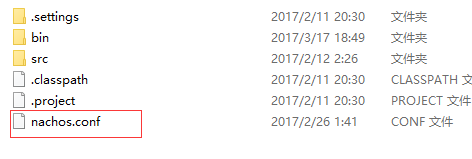 .settings 2017/2/11 20:30 文件夹
bin 2017/3/17 18:49 文件夹
src 2017/2/12 2:26 文件夹
.classpath 2017/2/11 20:30 CLASSPATH 文
.project 2017/2/11 20:30 PROJECT 文件
nachos.conf 2017/2/26 1:41 CONF 文件